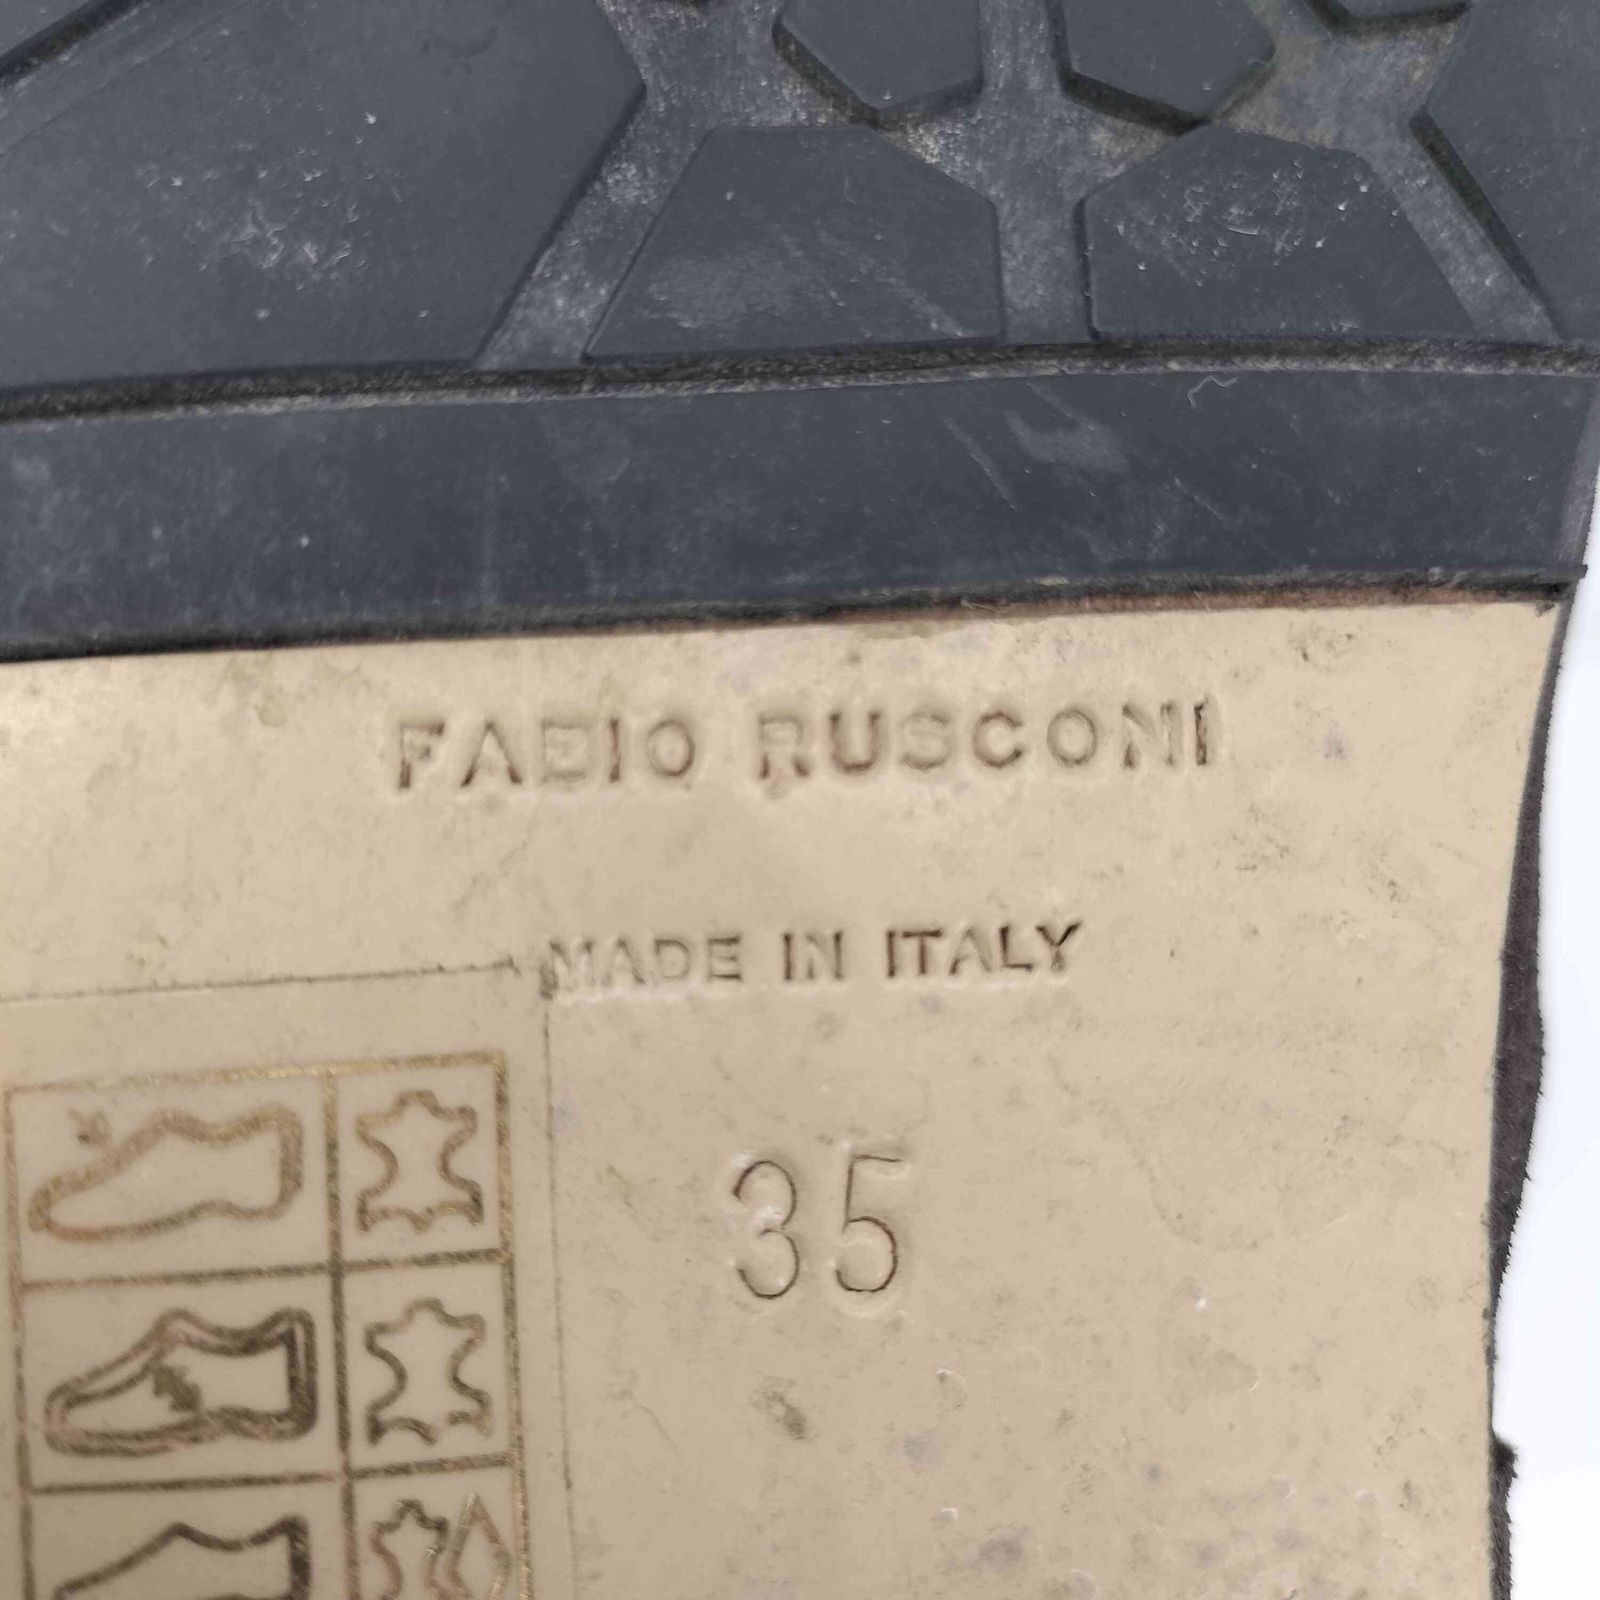 FABIO RUSCONI
MADE IN ITALY
35